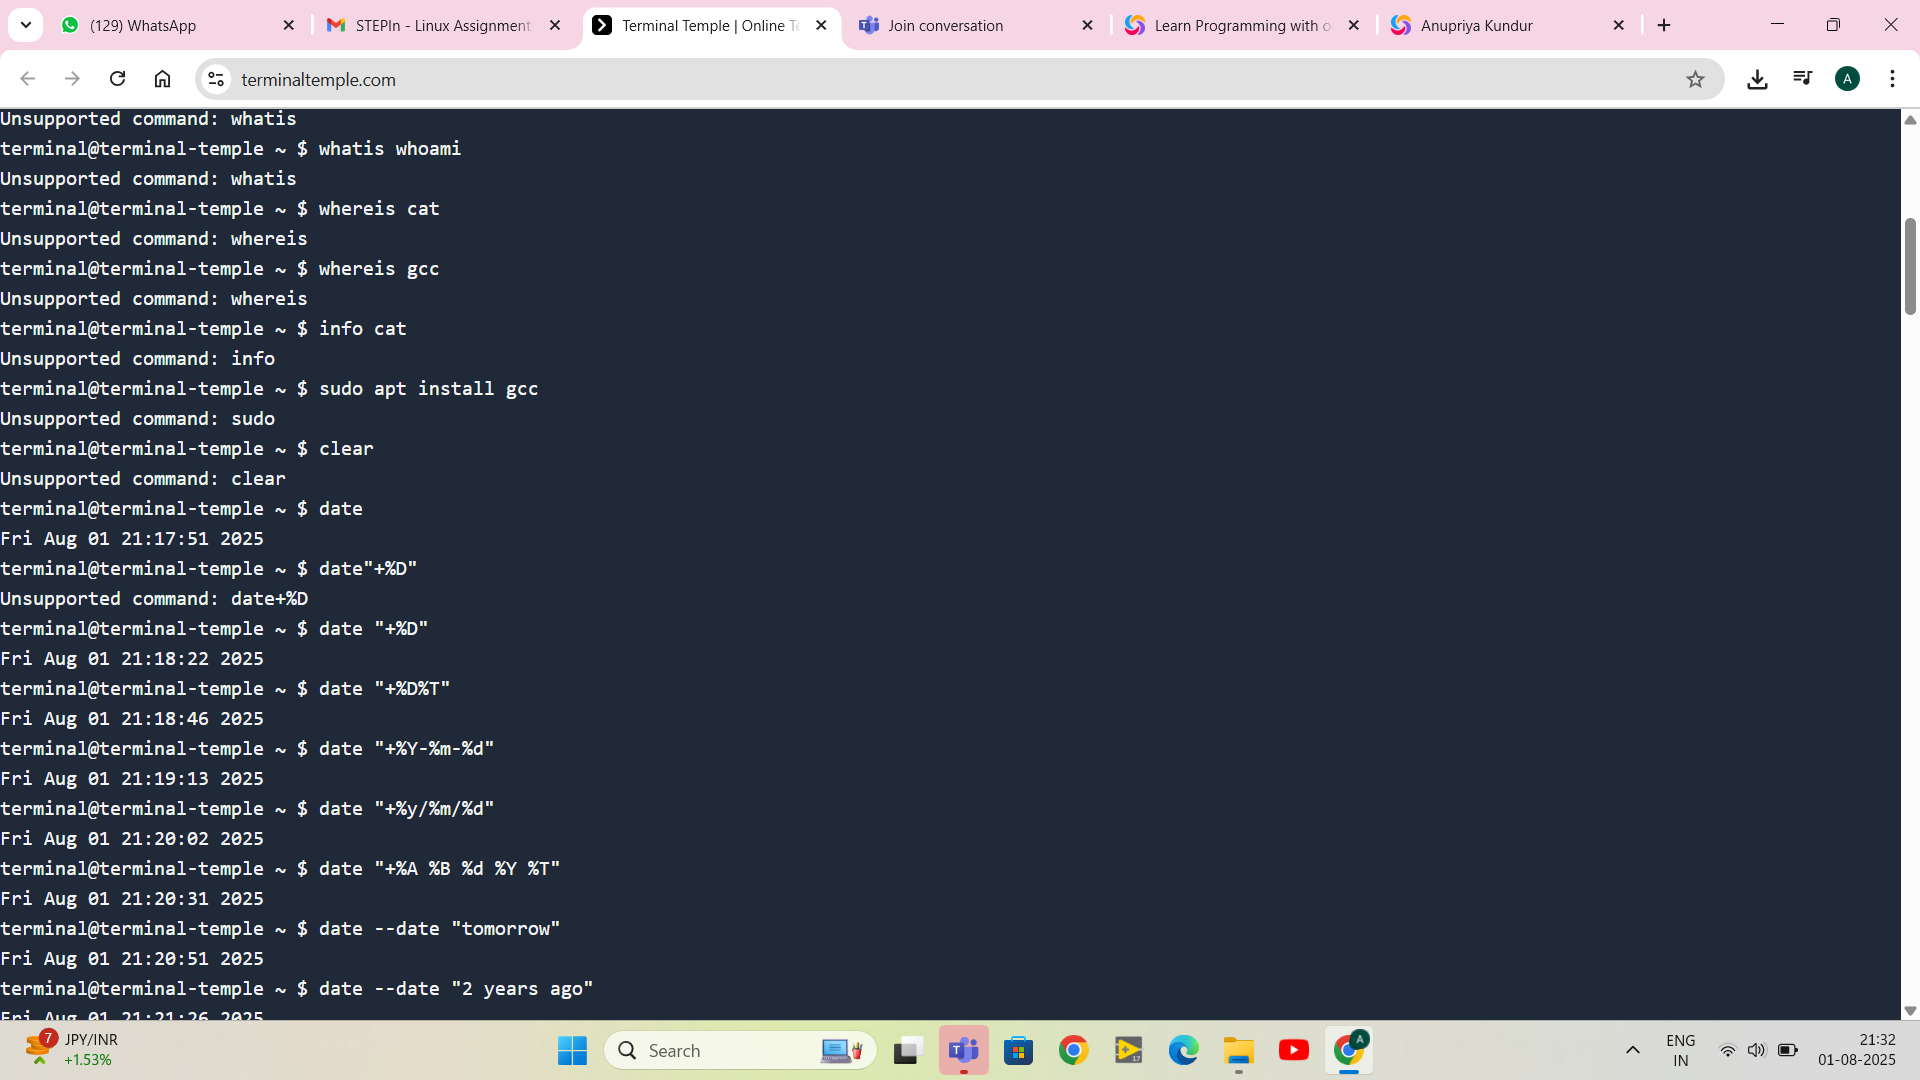 (129) WhatsApp
STEPIn - Linux Assignment
Terminal Temple | Online Te
Join conversation
Learn Programming with o
Anupriya Kundur
terminaltemple.com
A
Unsupported command: whatis
terminal@terminal-temple ~ $ whatis whoami
Unsupported command: whatis
terminal@terminal-temple ~ $ whereis cat
Unsupported command: whereis
terminal@terminal-temple ~ $ whereis gcc
Unsupported command: whereis
terminal@terminal-temple ~ $ info cat
Unsupported command: info
terminal@terminal-temple ~ $ sudo apt install gcc
Unsupported command: sudo
terminal@terminal-temple ~ $ clear
Unsupported command: clear
terminal@terminal-temple ~ $ date
Fri Aug 01 21:17:51 2025
terminal@terminal-temple ~ $ date"+%D"
Unsupported command: date+%D
terminal@terminal-temple ~ $ date "+%D"
Fri Aug 01 21:18:22 2025
terminal@terminal-temple ~ $ date "+%D%T"
Fri Aug 01 21:18:46 2025
terminal@terminal-temple ~ $ date "+%Y-%m-%d"
Fri Aug 01 21:19:13 2025
terminal@terminal-temple ~ $ date "+%y/%m/%d"
Fri Aug 01 21:20:02 2025
terminal@terminal-temple ~ $ date "+%A %B %d %Y %T"
Fri Aug 01 21:20:31 2025
terminal@terminal-temple ~ $ date --date "tomorrow"
Fri Aug 01 21:20:51 2025
terminal@terminal-temple ~ $ date --date "2 years ago"
Fri Aug 01 21:21:26 2025
7
JPY/INR
+1.53%
Search
17
A
ENG
IN
21:32
01-08-2025